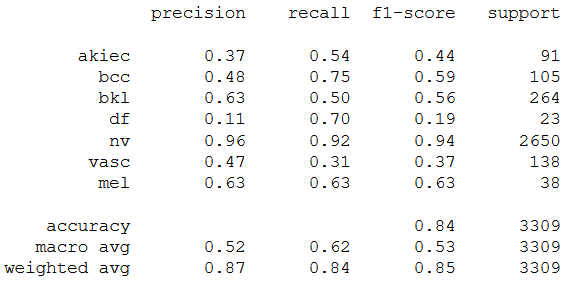 precision recall f1-score support
akiec 0.37 0.54 0.44 91
bcc 0.48 0.75 0.59 105
bkl 0.63 0.50 0.56 264
df 0.11 0.70 0.19 23
nv 0.96 0.92 0.94 2650
vasc 0.47 0.31 0.37 138
mel 0.63 0.63 0.63 38
accuracy 0.84 3309
macro avg 0.52 0.62 0.53 3309
weighted avg 0.87 0.84 0.85 3309